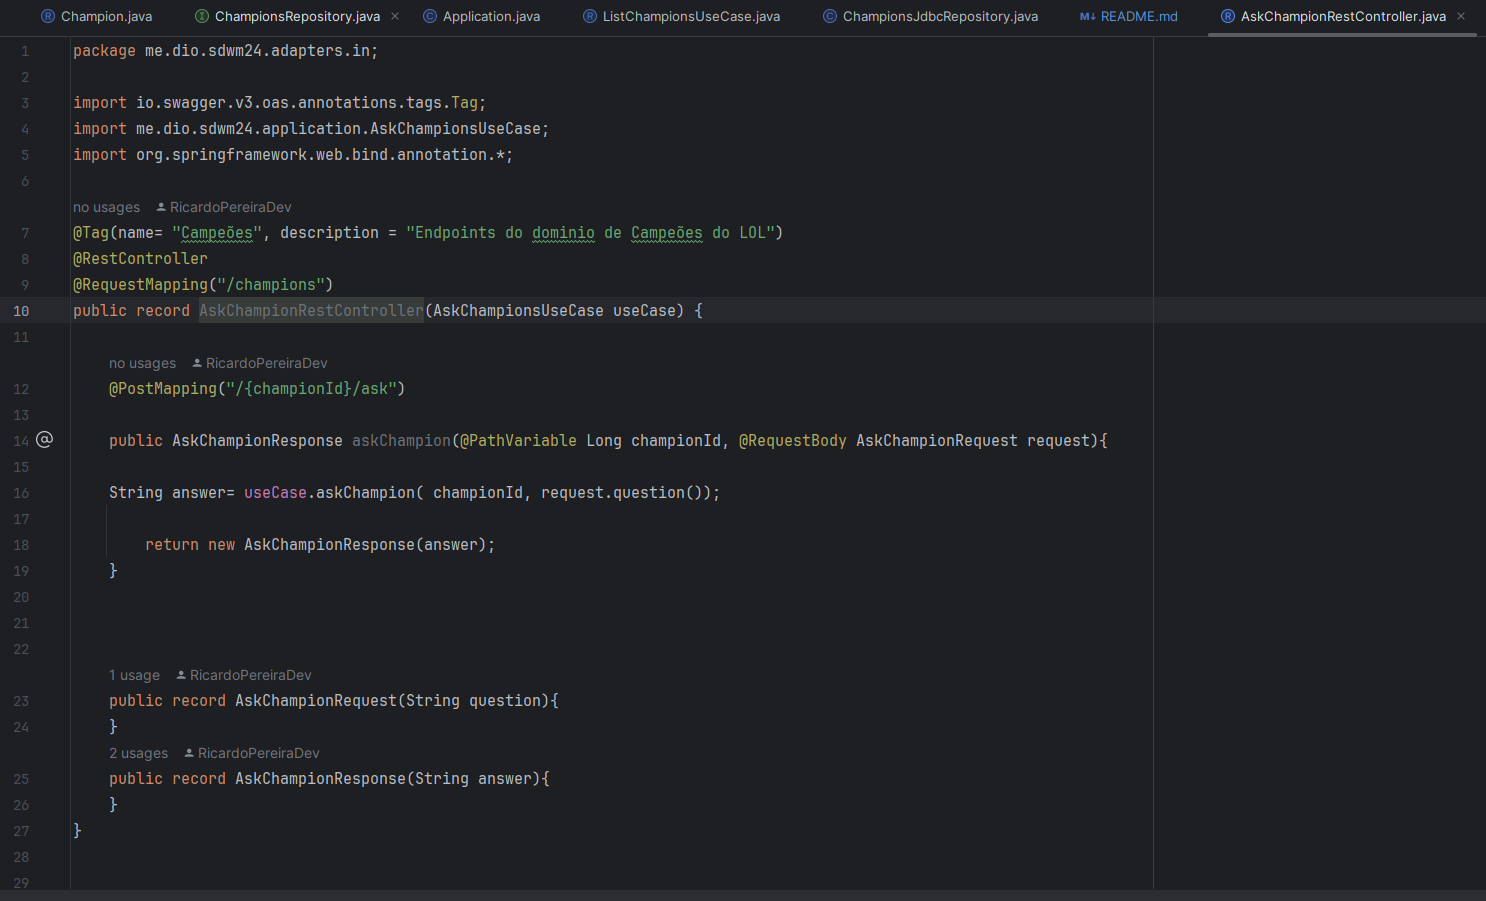 Champion.java ChampionsRepository.java Application.java ListChampionsUseCase.java ChampionsJdbcRepository.java M↓ README.md AskChampionRestController.java
1 package me.dio.sdwm24.adapters.in;
2
3 import io.swagger.v3.oas.annotations.tags.Tag;
4 import me.dio.sdwm24.application.AskChampionsUseCase;
5 import org.springframework.web.bind.annotation.*;
6
no usages RicardoPereiraDev
7 @Tag(name= "Campeões", description = "Endpoints do dominio de Campeões do LOL")
8 @RestController
9 @RequestMapping("/champions")
10 public record AskChampionRestController(AskChampionsUseCase useCase) {
11
no usages RicardoPereiraDev
12 @PostMapping("/{championId}/ask")
13
14 public AskChampionResponse askChampion(@PathVariable Long championId, @RequestBody AskChampionRequest request){
15
16 String answer= useCase.askChampion( championId, request.question());
17
18 return new AskChampionResponse(answer);
19 }
20
21
22
1 usage RicardoPereiraDev
23 public record AskChampionRequest(String question){
24 }
2 usages RicardoPereiraDev
25 public record AskChampionResponse(String answer){
26 }
27 }
28
29